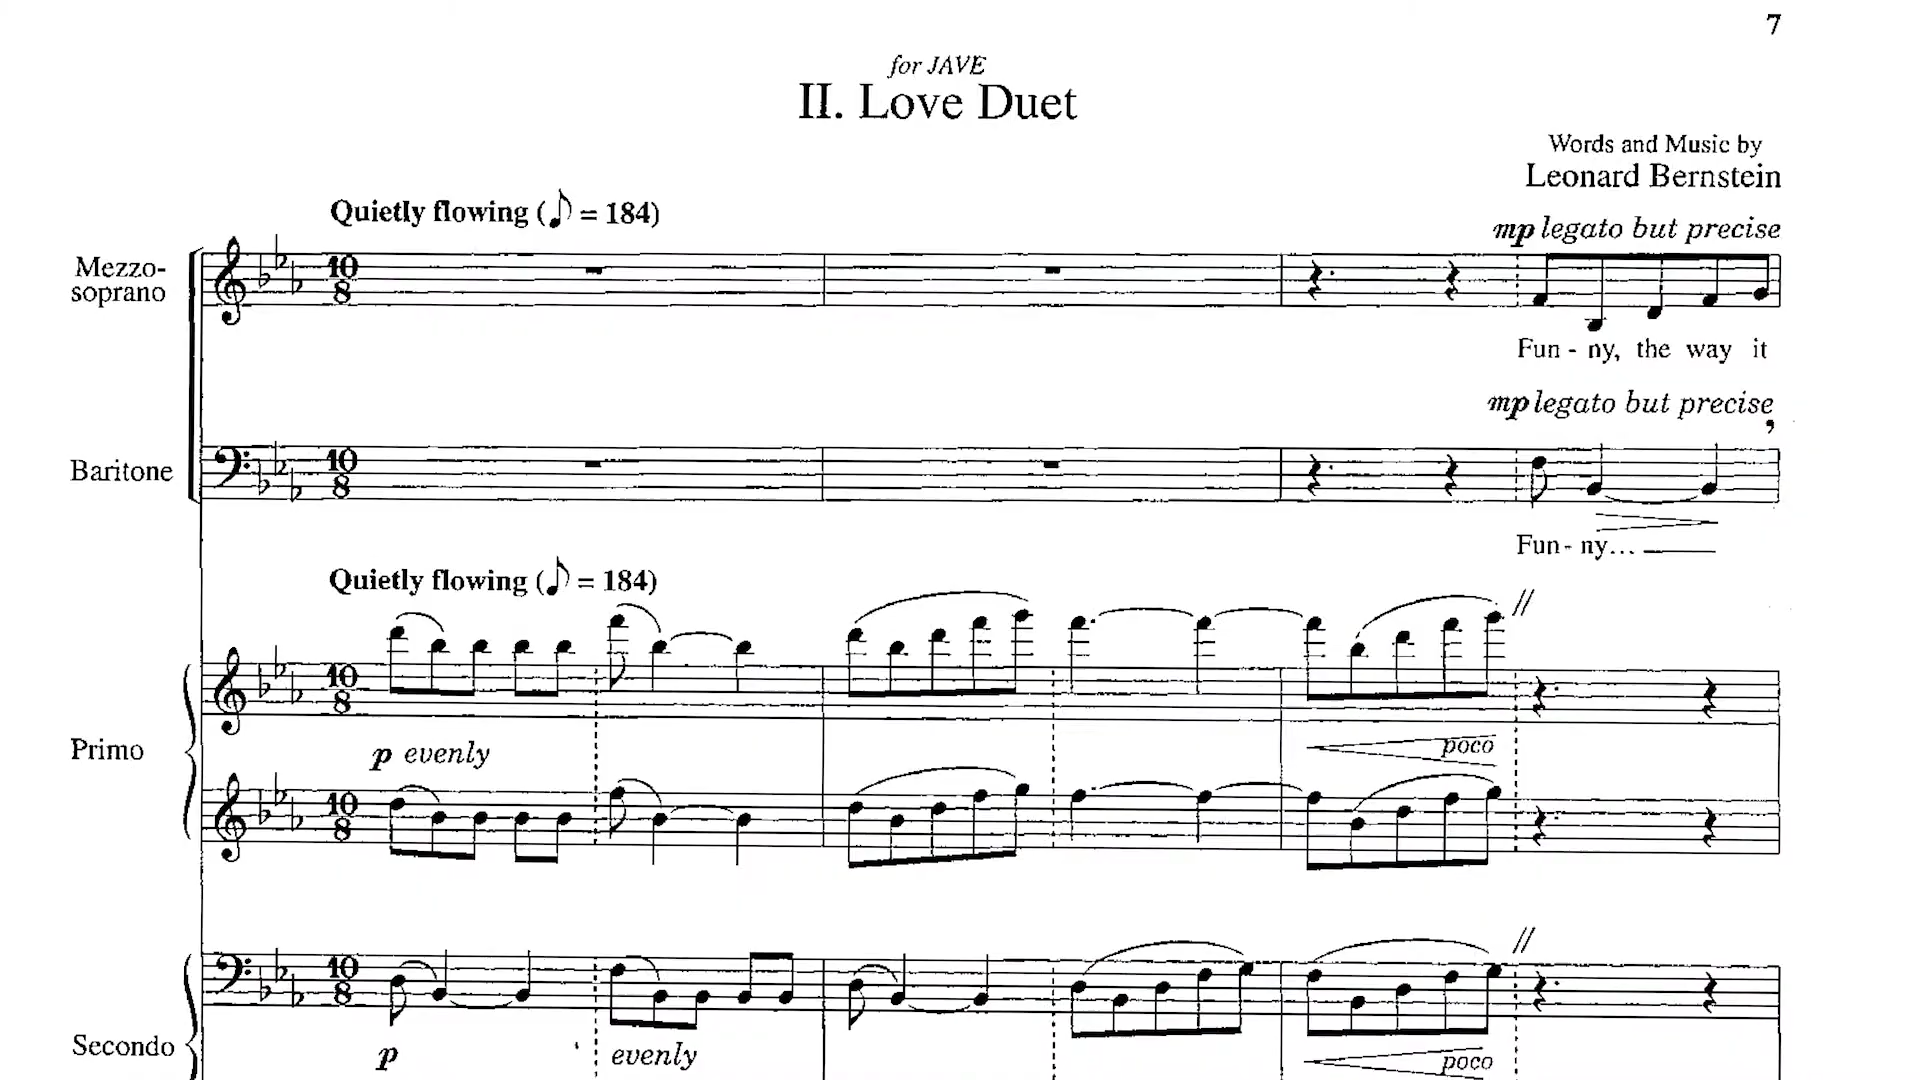 7
for JAVE
II. Love Duet
Words and Music by
Leonard Bernstein
Quietly flowing (♪ = 184)
mp legato but precise
Mezzo-
soprano
10
8
Fun - ny, the way it
mp legato but precise
Baritone
10
8
Fun - ny...
Quietly flowing (♪ = 184)
10
8
Primo
p evenly
poco
10
8
10
8
Secondo
p
evenly
poco